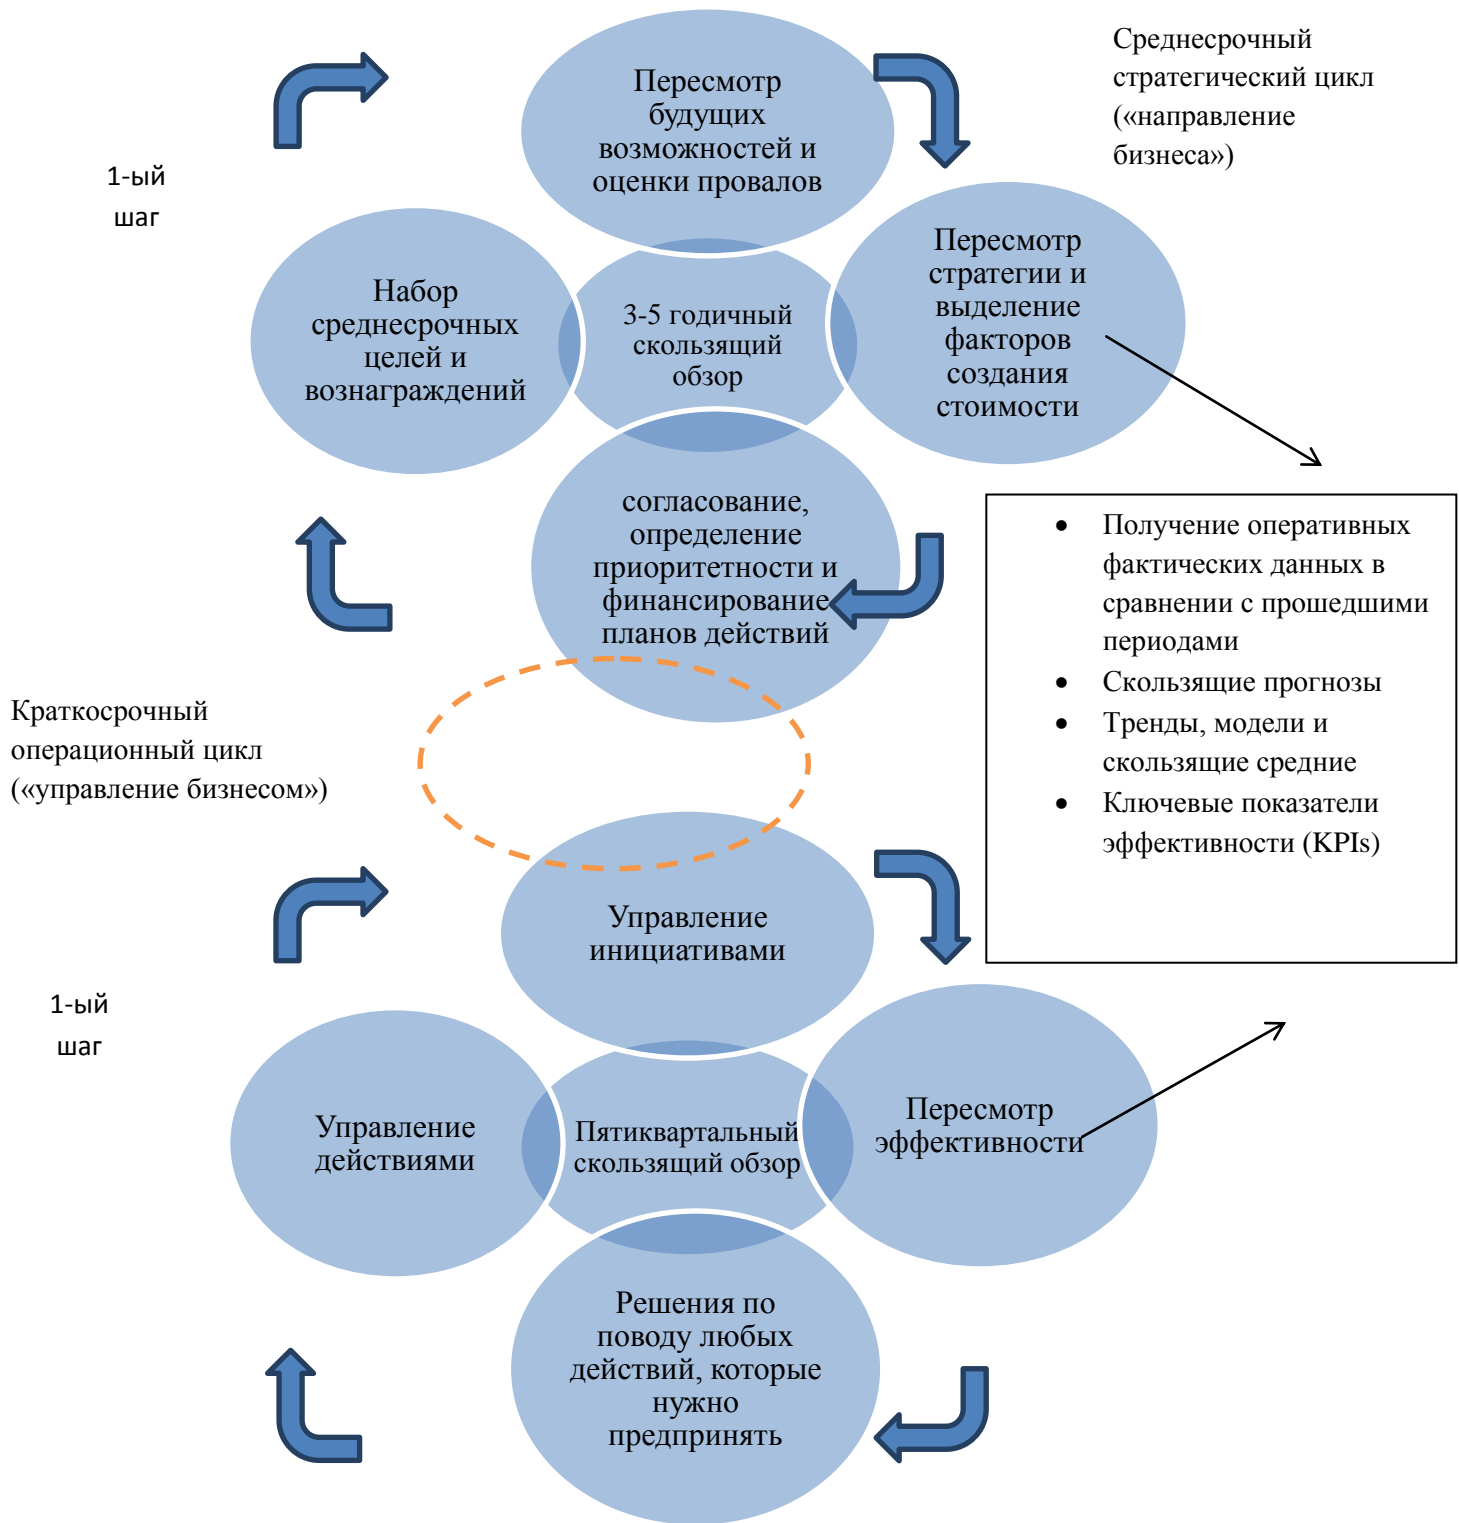 Среднесрочный
стратегический цикл
(«направление
бизнеса»)
Пересмотр
будущих
возможностей и
оценки провалов
1-ый
шаг
Набор
среднесрочных
целей и
вознаграждений
3-5 годичный
скользящий
обзор
Пересмотр
стратегии и
выделение
факторов
создания
стоимости
согласование,
определение
приоритетности и
финансирование
планов действий
• Получение оперативных
фактических данных в
сравнении с прошедшими
периодами
• Скользящие прогнозы
• Тренды, модели и
скользящие средние
• Ключевые показатели
эффективности (KPIs)
Краткосрочный
операционный цикл
(«управление бизнесом»)
Управление
инициативами
1-ый
шаг
Управление
действиями
Пятиквартальный
скользящий обзор
Пересмотр
эффективности
Решения по
поводу любых
действий, которые
нужно
предпринять